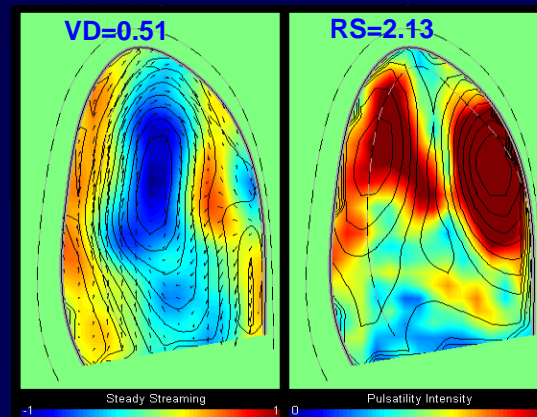 VD=0.51
RS=2.13
Steady Streaming
Pulsatility Intensity
-1
1
0